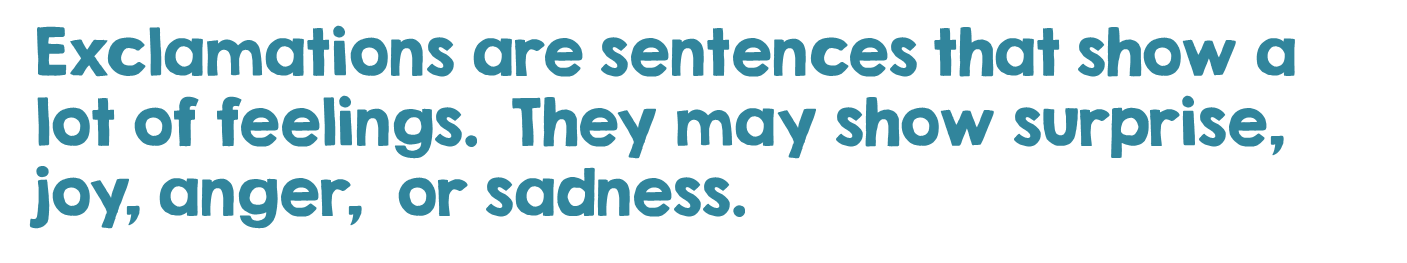 Exclamations are sentences that show a
lot of feelings. They may show surprise,
joy, anger, or sadness.